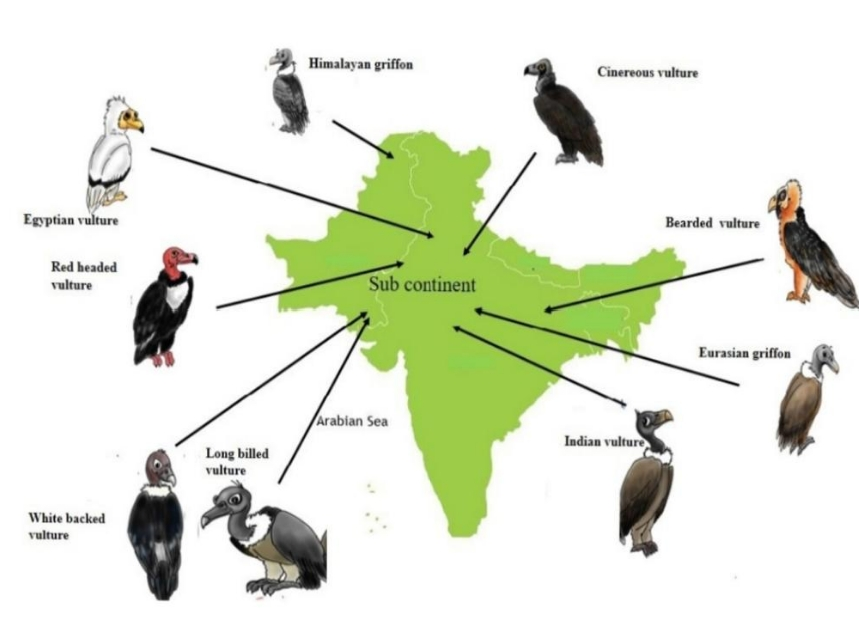 Himalayan griffon
Cinereous vulture
Egyptian vulture
Bearded vulture
Red headed
vulture
Sub continent
Eurasian griffon
Arabian Sea
Indian vulture
Long billed
vulture
White backed
vulture